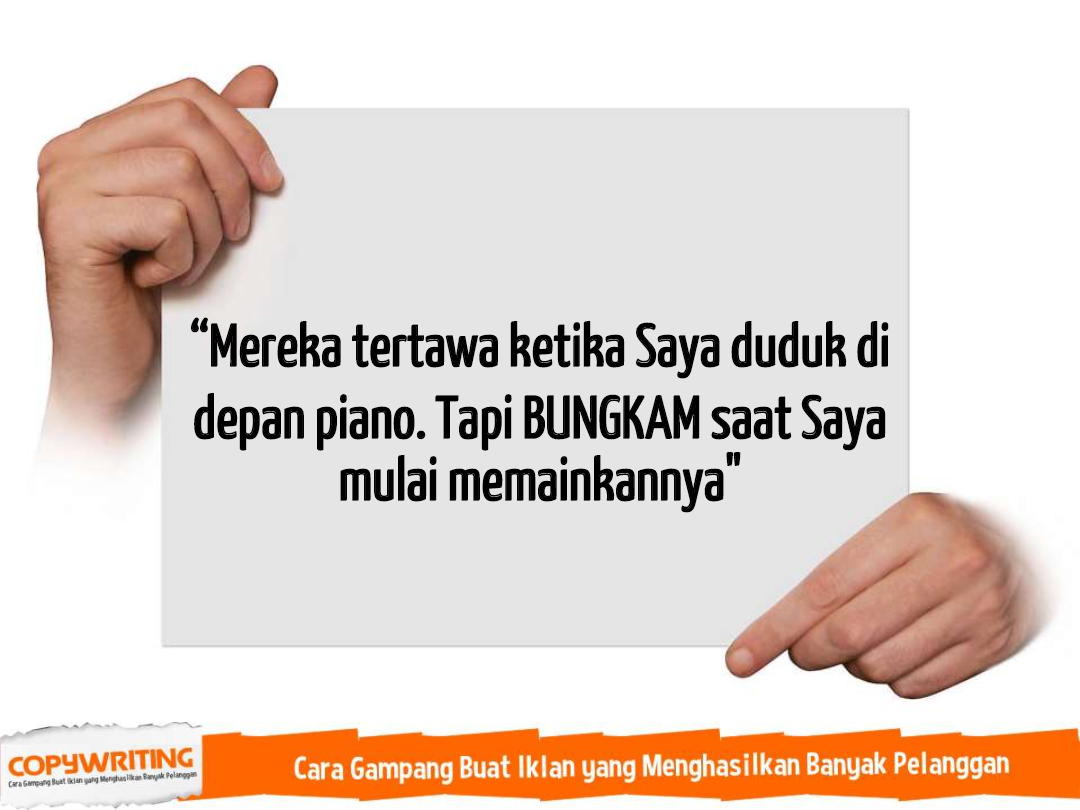 “Mereka tertawa ketika Saya duduk di
depan piano. Tapi BUNGKAM saat Saya
mulai memainkannya"
COPYWRITING
Cara Gampang Buat Iklan yang Menghasilkan Banyak Pelanggan
Cara Gampang Buat Iklan yang Menghasilkan Banyak Pelanggan